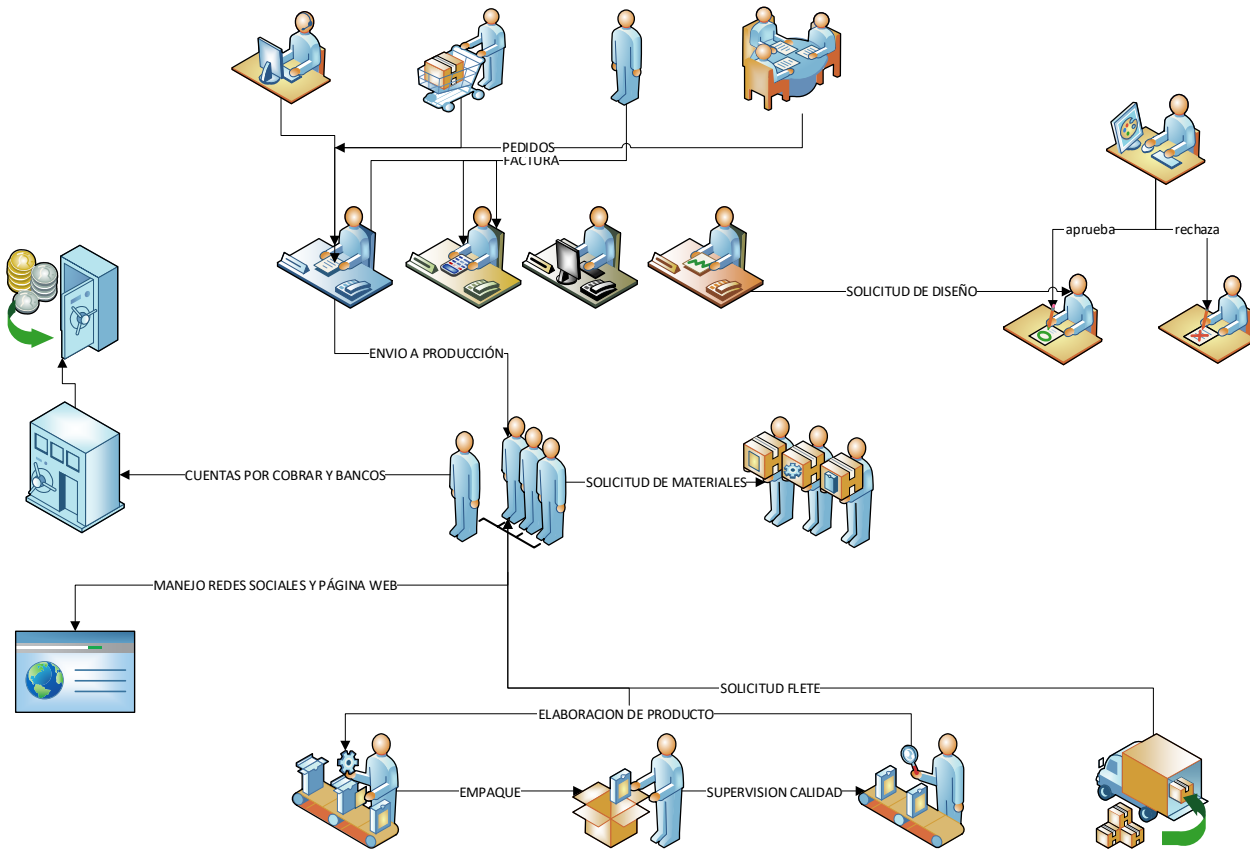 PEDIDOS
FACTURA
aprueba
rechaza
SOLICITUD DE DISEÑO
ENVIO A PRODUCCIÓN
CUENTAS POR COBRAR Y BANCOS
SOLICITUD DE MATERIALES
MANEJO REDES SOCIALES Y PÁGINA WEB
SOLICITUD FLETE
ELABORACION DE PRODUCTO
EMPAQUE
SUPERVISION CALIDAD